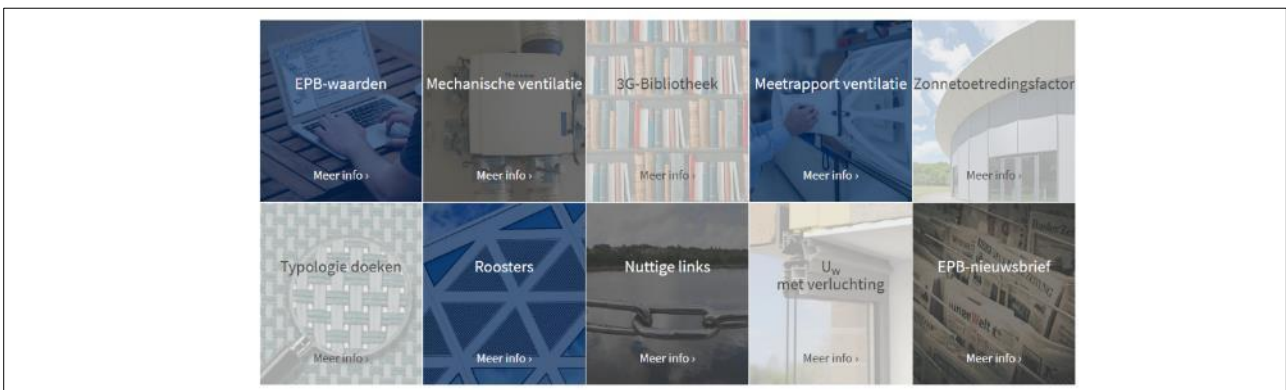 EPB-waarden
Mechanische ventilatie
3G-Bibliotheek
Meetrapport ventilatie
Zonnetoetredingsfactor
Meer info ›
Meer info ›
Meer info ›
Meer info ›
Meer info ›
Typologie doeken
Roosters
Nuttige links
Uw
met verluchting
EPB-nieuwsbrief
Meer info ›
Meer info ›
Meer info ›
Meer info ›
Meer info ›